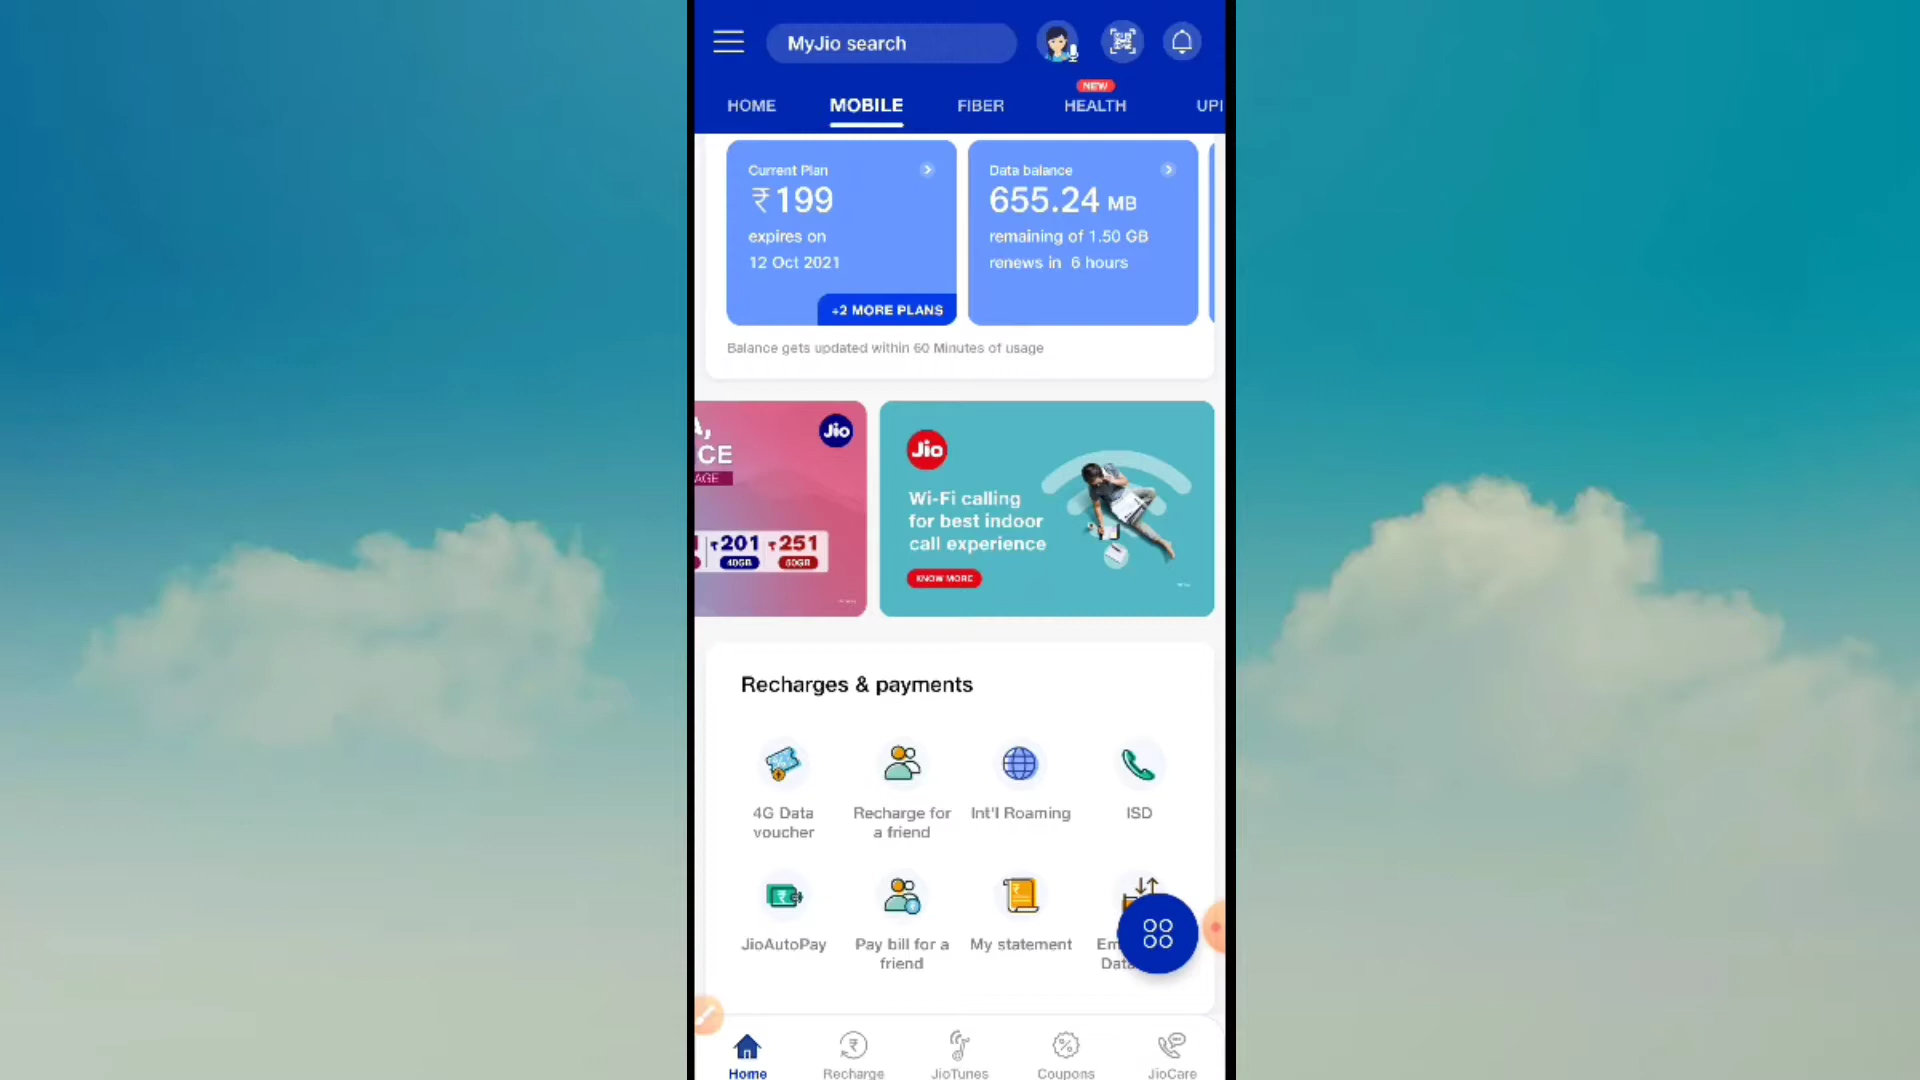 MyJio search
NEW
HOME
MOBILE
FIBER
HEALTH
UPI
Current Plan
₹199
expires on
12 Oct 2021
+2 MORE PLANS
Data balance
655.24 MB
remaining of 1.50 GB
renews in 6 hours
Balance gets updated within 60 Minutes of usage
A,
CE
AGE
Jio
₹201
40GB
₹251
50GB
Jio
Wi-Fi calling
for best indoor
call experience
KNOW MORE
Recharges & payments
4G Data
voucher
Recharge for
a friend
Int'l Roaming
ISD
JioAutoPay
Pay bill for a
friend
My statement
Em
Data
Home
Recharge
JioTunes
Coupons
JioCare